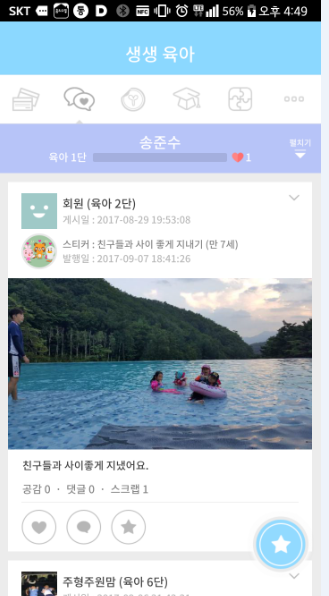 SKT 56% 오후 4:49
생생 육아
송준수
펼치기
육아 1단 1
회원 (육아 2단)
게시일 : 2017-08-29 19:53:08
스티커 : 친구들과 사이 좋게 지내기 (만 7세)
발행일 : 2017-09-07 18:41:26
친구들과 사이좋게 지냈어요.
공감 0 · 댓글 0 · 스크랩 1
주형주원맘 (육아 6단)